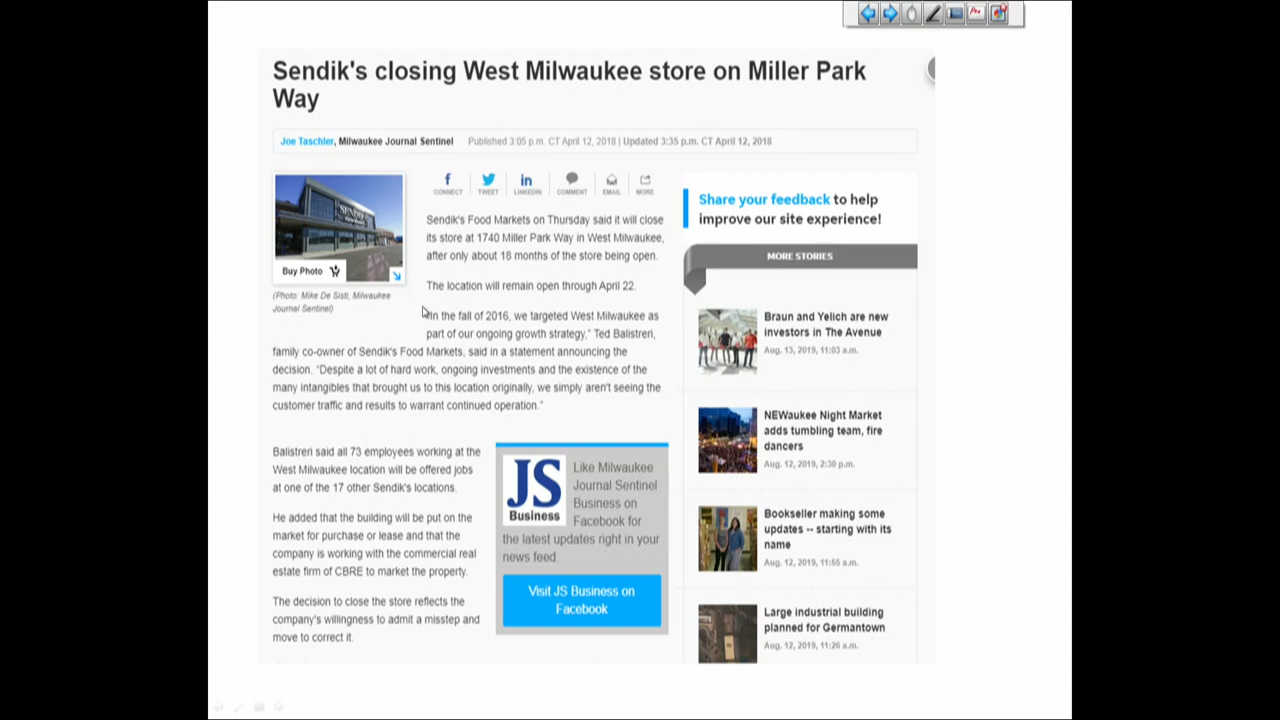 Sendik's closing West Milwaukee store on Miller Park
Way
Joe Taschler, Milwaukee Journal Sentinel Published 3:05 p.m. CT April 12, 2018 | Updated 3:35 p.m. CT April 12, 2018
SENDIK'S
Buy Photo
(Photo: Mike De Sisti, Milwaukee
Journal Sentinel)
CONNECT TWEET LINKEDIN COMMENT EMAIL MORE
Sendik's Food Markets on Thursday said it will close
its store at 1740 Miller Park Way in West Milwaukee,
after only about 18 months of the store being open.
The location will remain open through April 22.
"In the fall of 2016, we targeted West Milwaukee as
part of our ongoing growth strategy," Ted Balistreri,
family co-owner of Sendik's Food Markets, said in a statement announcing the
decision. "Despite a lot of hard work, ongoing investments and the existence of the
many intangibles that brought us to this location originally, we simply aren't seeing the
customer traffic and results to warrant continued operation."
Balistreri said all 73 employees working at the
West Milwaukee location will be offered jobs
at one of the 17 other Sendik's locations.
He added that the building will be put on the
market for purchase or lease and that the
company is working with the commercial real
estate firm of CBRE to market the property.
The decision to close the store reflects the
company's willingness to admit a misstep and
move to correct it.
JS
Business
Like Milwaukee
Journal Sentinel
Business on
Facebook for
the latest updates right in your
news feed.
Visit JS Business on
Facebook
Share your feedback to help
improve our site experience!
MORE STORIES
Braun and Yelich are new
investors in The Avenue
Aug. 13, 2019, 11:03 a.m.
NEWaukee Night Market
adds tumbling team, fire
dancers
Aug. 12, 2019, 2:30 p.m.
Bookseller making some
updates -- starting with its
name
Aug. 12, 2019, 11:55 a.m.
Large industrial building
planned for Germantown
Aug. 12, 2019, 11:26 a.m.